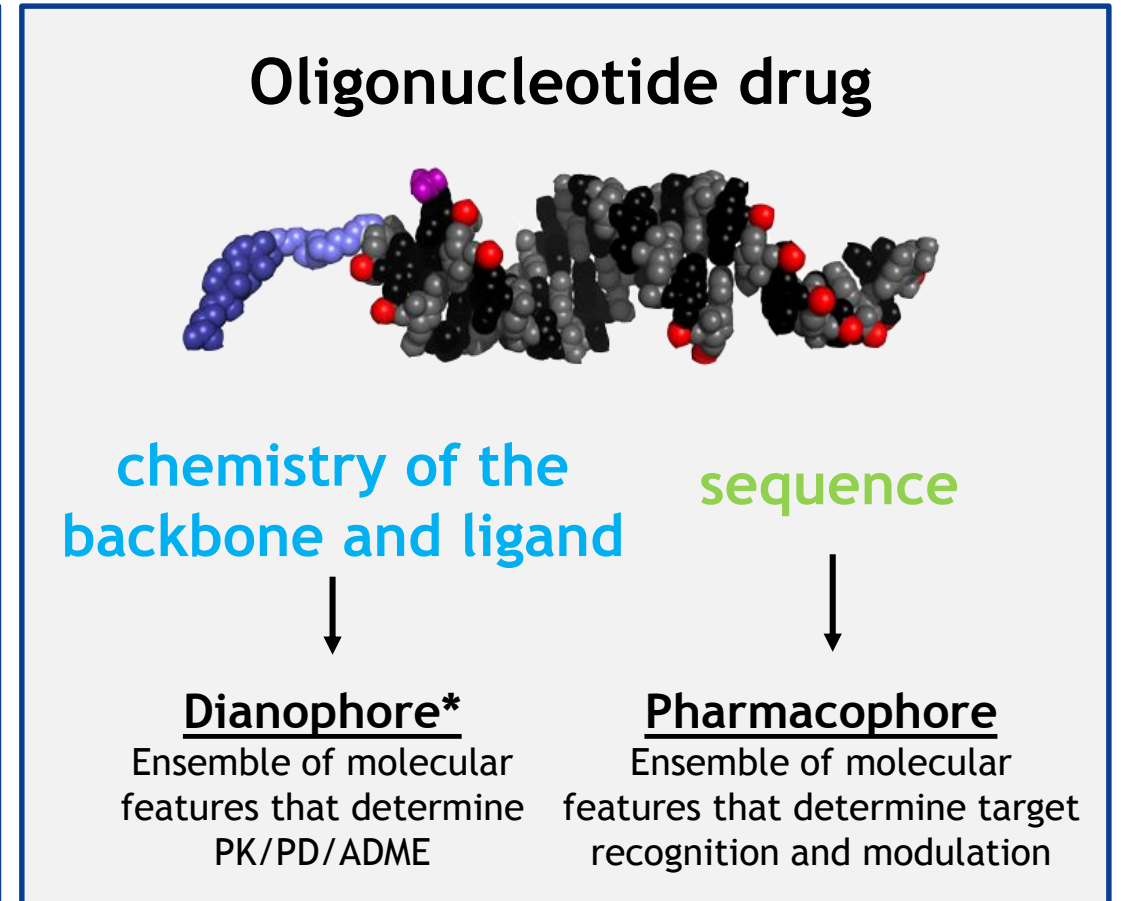 Oligonucleotide drug
chemistry of the
backbone and ligand
sequence
Dianophore*
Ensemble of molecular
features that determine
PK/PD/ADME
Pharmacophore
Ensemble of molecular
features that determine target
recognition and modulation